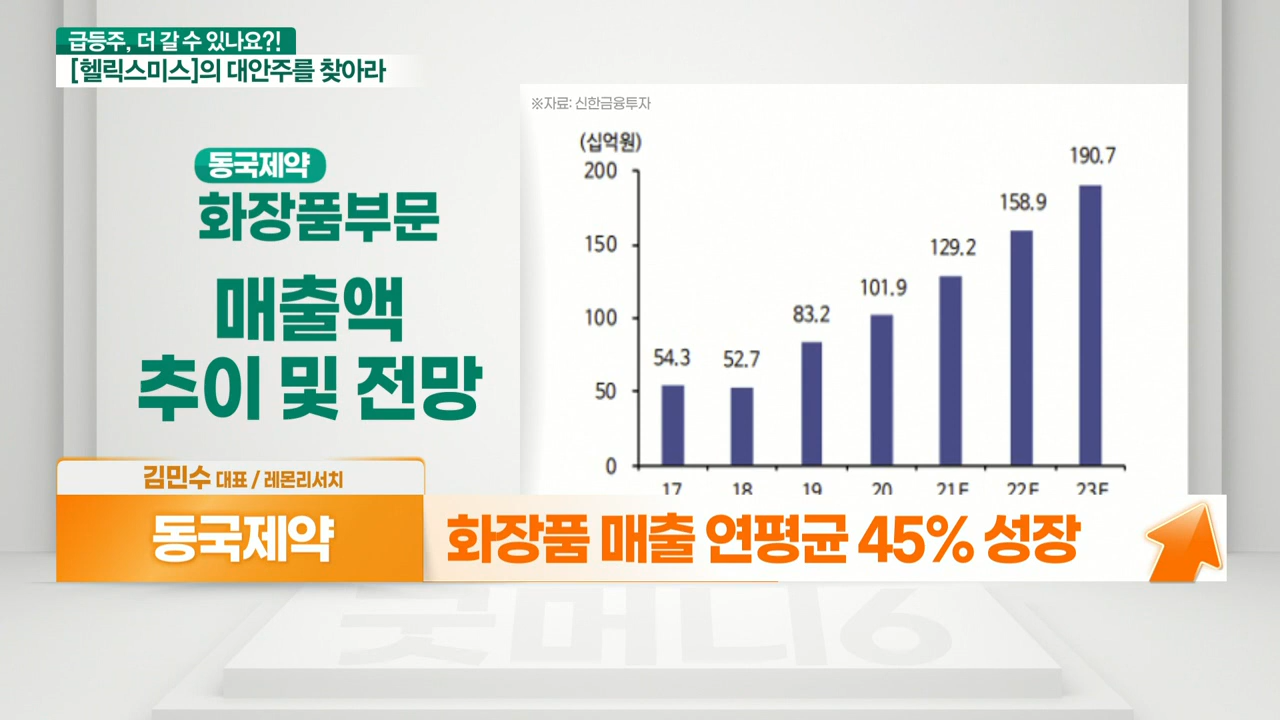 급등주, 더 갈 수 있나요?!
[헬릭스미스]의 대안주를 찾아라
※자료: 신한금융투자
동국제약
화장품부문
매출액
추이 및 전망
(십억원)
200
150
100
50
0
54.3
52.7
83.2
101.9
129.2
158.9
190.7
17 18 19 20 21F 22F 23F
김민수 대표 / 레몬리서치
동국제약
화장품 매출 연평균 45% 성장
굿머니6